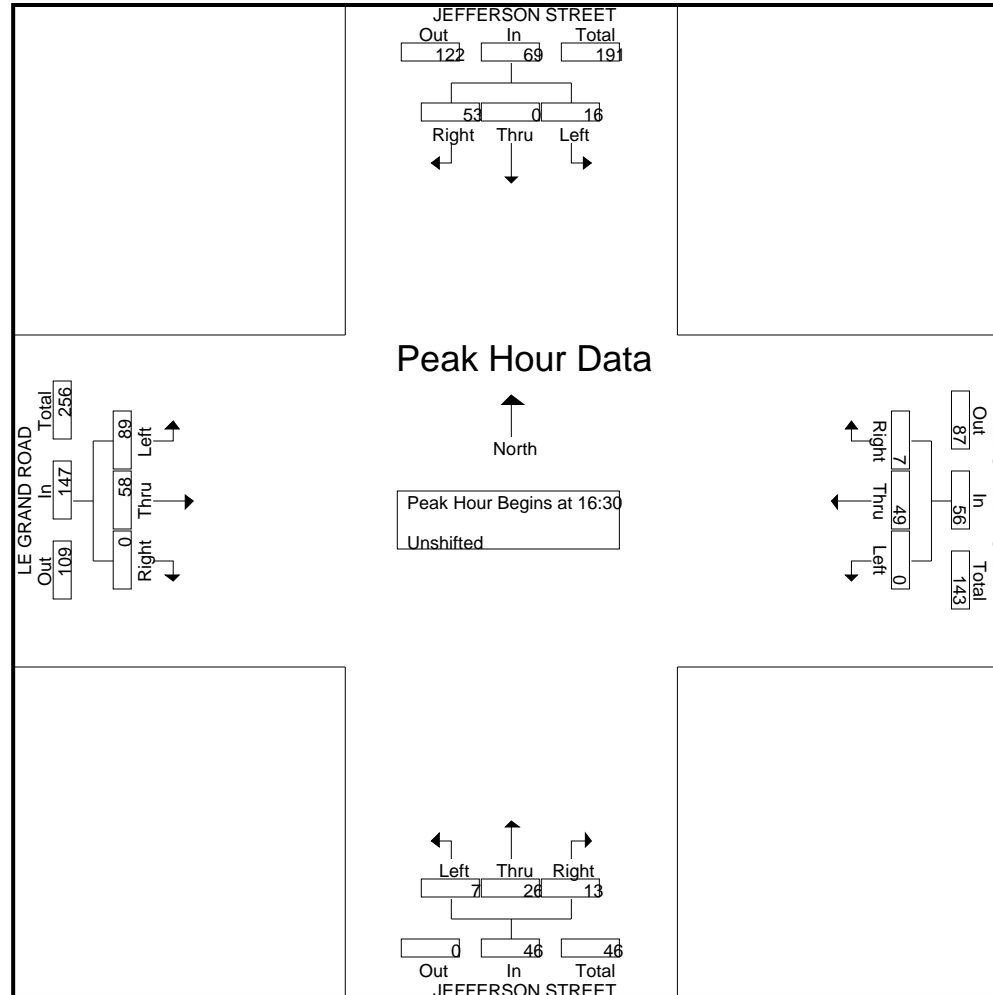 JEFFERSON STREET
Out In Total
122 69 191
53 0 16
Right Thru Left
Peak Hour Data
North
Peak Hour Begins at 16:30
Unshifted
LE GRAND ROAD
Total In Out
256 147 109
89 58 0
Left Thru Right
Right Thru Left
7 49 0
87 56 143
Out In Total
Left Thru Right
7 26 13
0 46 46
Out In Total
JEFFERSON STREET